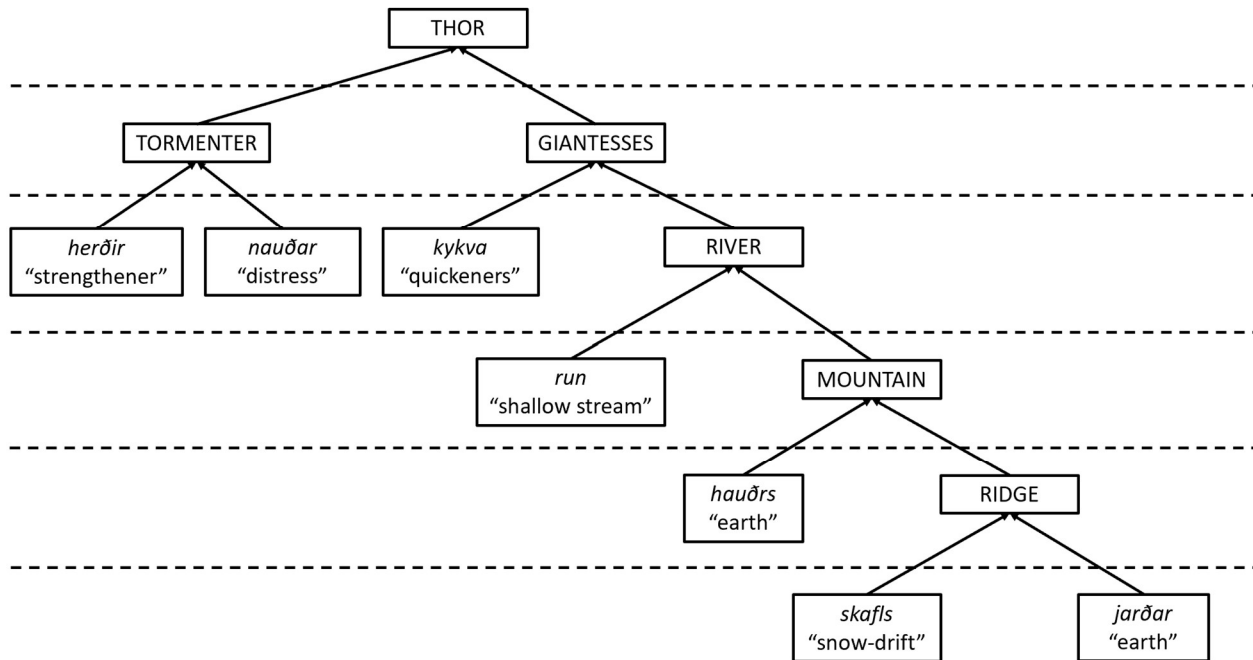 THOR
TORMENTER
GIANTESSES
herðir
“strengthener”
nauðar
“distress”
kykva
“quickeners”
RIVER
run
“shallow stream”
MOUNTAIN
hauðrs
“earth”
RIDGE
skafls
“snow-drift”
jarðar
“earth”